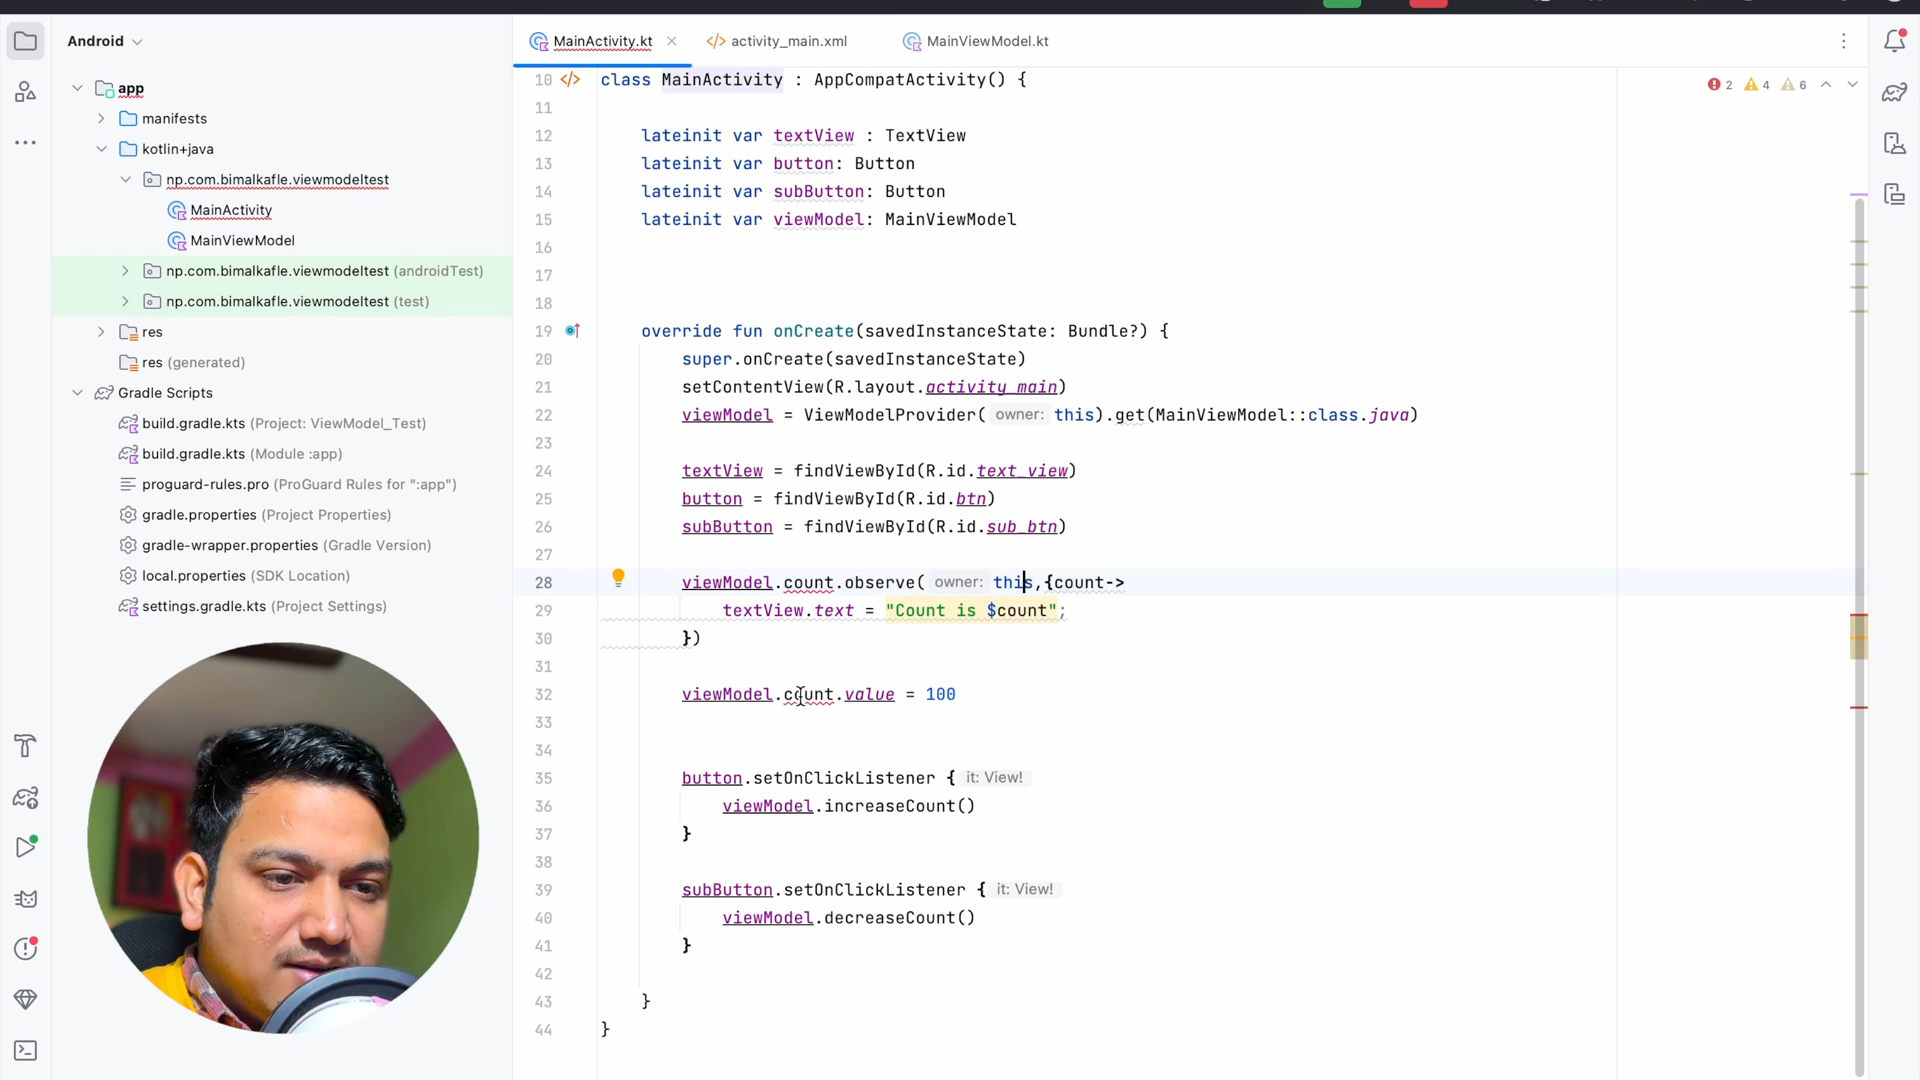 Android
app
manifests
kotlin+java
np.com.bimalkafle.viewmodeltest
MainActivity
MainViewModel
np.com.bimalkafle.viewmodeltest (androidTest)
np.com.bimalkafle.viewmodeltest (test)
res
res (generated)
Gradle Scripts
build.gradle.kts (Project: ViewModel_Test)
build.gradle.kts (Module :app)
proguard-rules.pro (ProGuard Rules for ":app")
gradle.properties (Project Properties)
gradle-wrapper.properties (Gradle Version)
local.properties (SDK Location)
settings.gradle.kts (Project Settings)
MainActivity.kt
activity_main.xml
MainViewModel.kt
2 4 6
10 class MainActivity : AppCompatActivity() {
11
12 lateinit var textView : TextView
13 lateinit var button: Button
14 lateinit var subButton: Button
15 lateinit var viewModel: MainViewModel
16
17
18
19 override fun onCreate(savedInstanceState: Bundle?) {
20 super.onCreate(savedInstanceState)
21 setContentView(R.layout.activity_main)
22 viewModel = ViewModelProvider( owner: this).get(MainViewModel::class.java)
23
24 textView = findViewById(R.id.text_view)
25 button = findViewById(R.id.btn)
26 subButton = findViewById(R.id.sub_btn)
27
28 viewModel.count.observe( owner: this,{count->
29 textView.text = "Count is $count";
30 })
31
32 viewModel.count.value = 100
33
34
35 button.setOnClickListener { it: View!
36 viewModel.increaseCount()
37 }
38
39 subButton.setOnClickListener { it: View!
40 viewModel.decreaseCount()
41 }
42
43 }
44 }